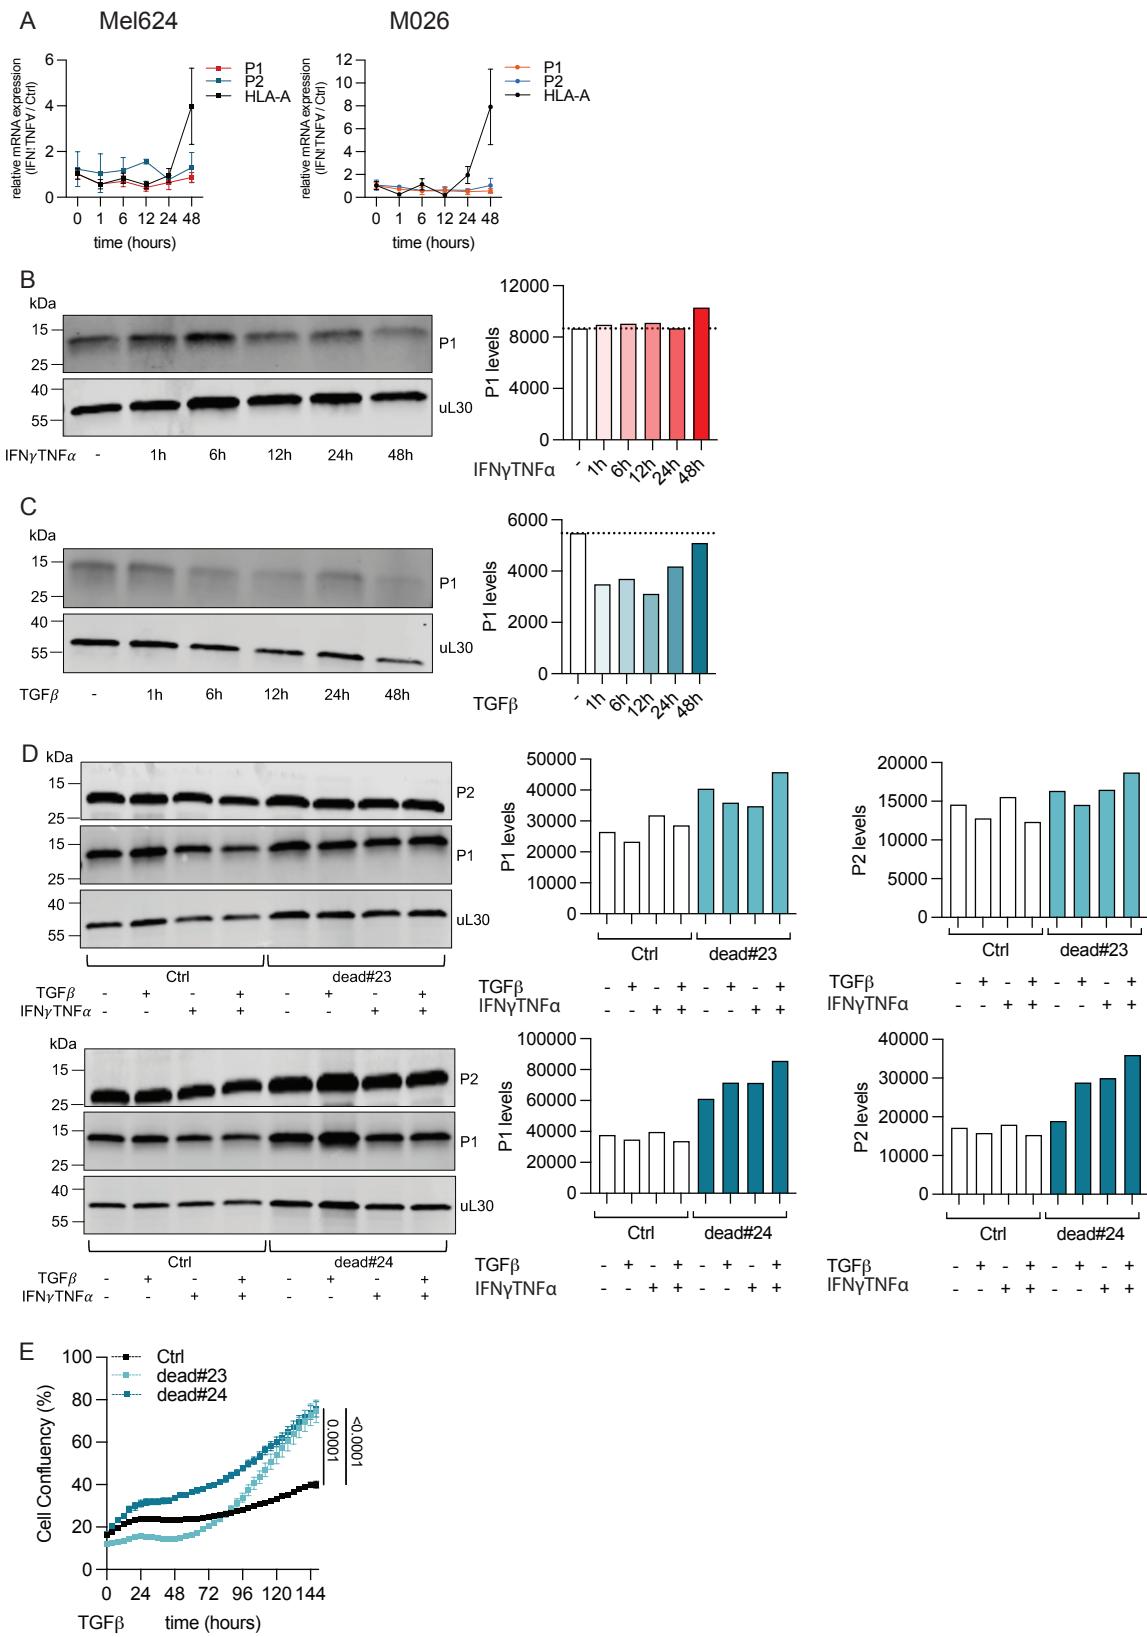 A
Mel624
M026
relative mRNA expression
(IFN! TNFⱯ / Ctrl)
6
4
2
0
0 1 6 12 24 48
time (hours)
P1
P2
HLA-A
relative mRNA expression
(IFN! TNFⱯ / Ctrl)
12
10
8
6
4
2
0
0 1 6 12 24 48
time (hours)
P1
P2
HLA-A
B
kDa
15
25
P1
40
55
uL30
IFNγTNFα - 1h 6h 12h 24h 48h
P1 levels
12000
8000
4000
0
- 1h 6h 12h 24h 48h
IFNγTNFα
C
kDa
15
25
P1
40
55
uL30
TGFβ - 1h 6h 12h 24h 48h
P1 levels
6000
4000
2000
0
- 1h 6h 12h 24h 48h
TGFβ
D
kDa
15
25
P2
15
25
P1
40
55
uL30
Ctrl dead#23
TGFβ - + - + - + - +
IFNγTNFα - - + + - - + +
P1 levels
50000
40000
30000
20000
10000
0
Ctrl dead#23
TGFβ - + - + - + - +
IFNγTNFα - - + + - - + +
P2 levels
20000
15000
10000
5000
0
Ctrl dead#23
TGFβ - + - + - + - +
IFNγTNFα - - + + - - + +
kDa
15
25
P2
15
25
P1
40
55
uL30
Ctrl dead#24
TGFβ - + - + - + - +
IFNγTNFα - - + + - - + +
P1 levels
100000
80000
60000
40000
20000
0
Ctrl dead#24
TGFβ - + - + - + - +
IFNγTNFα - - + + - - + +
P2 levels
40000
30000
20000
10000
0
Ctrl dead#24
TGFβ - + - + - + - +
IFNγTNFα - - + + - - + +
E
Cell Confluency (%)
100
80
60
40
20
0
Ctrl
dead#23
dead#24
0.0001
<0.0001
0 24 48 72 96 120 144
TGFβ time (hours)